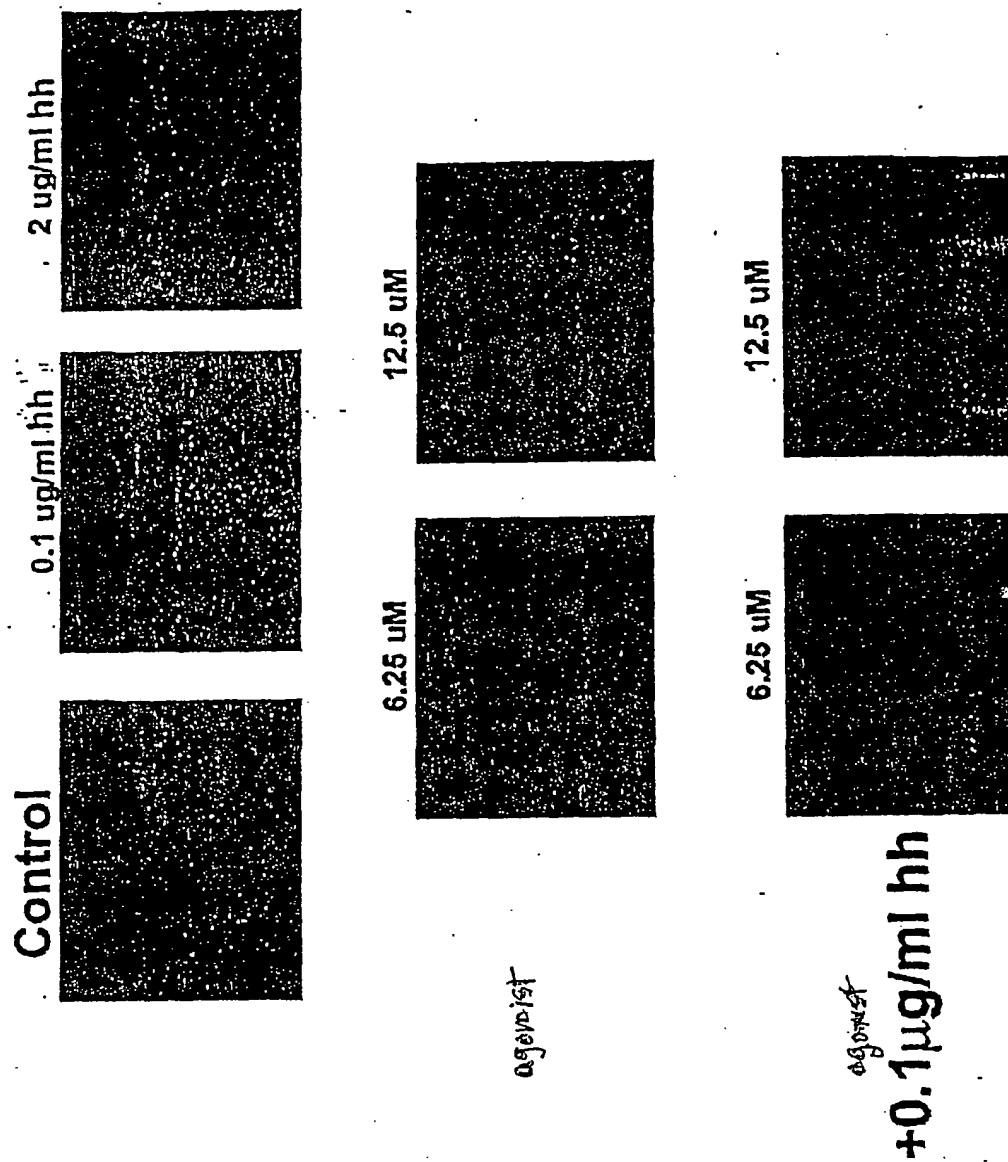 Control
0.1 ug/ml hh
2 ug/ml hh
agonist
6.25 uM
12.5 uM
agonist
+0.1µg/ml hh
6.25 uM
12.5 uM